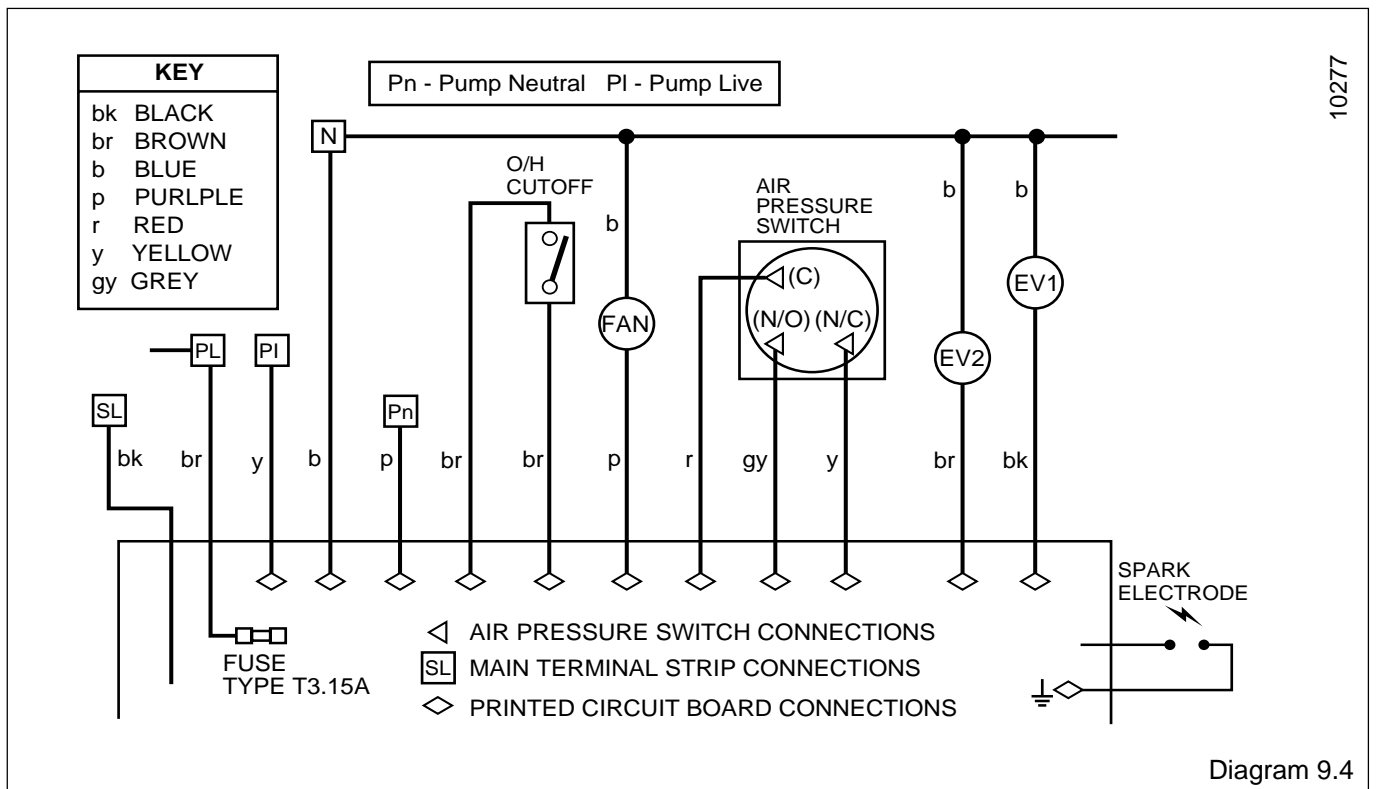 KEY
bk BLACK
br BROWN
b BLUE
p PURLPLE
r RED
y YELLOW
gy GREY
Pn - Pump Neutral Pl - Pump Live
10277
N
O/H
CUTOFF
AIR
PRESSURE
SWITCH
b
b
b
(C)
(N/O) (N/C)
FAN
EV1
EV2
PL
Pl
SL
Pn
bk
br
y
b
p
br
br
p
r
gy
y
br
bk
SPARK
ELECTRODE
FUSE
TYPE T3.15A
AIR PRESSURE SWITCH CONNECTIONS
SL MAIN TERMINAL STRIP CONNECTIONS
PRINTED CIRCUIT BOARD CONNECTIONS
Diagram 9.4